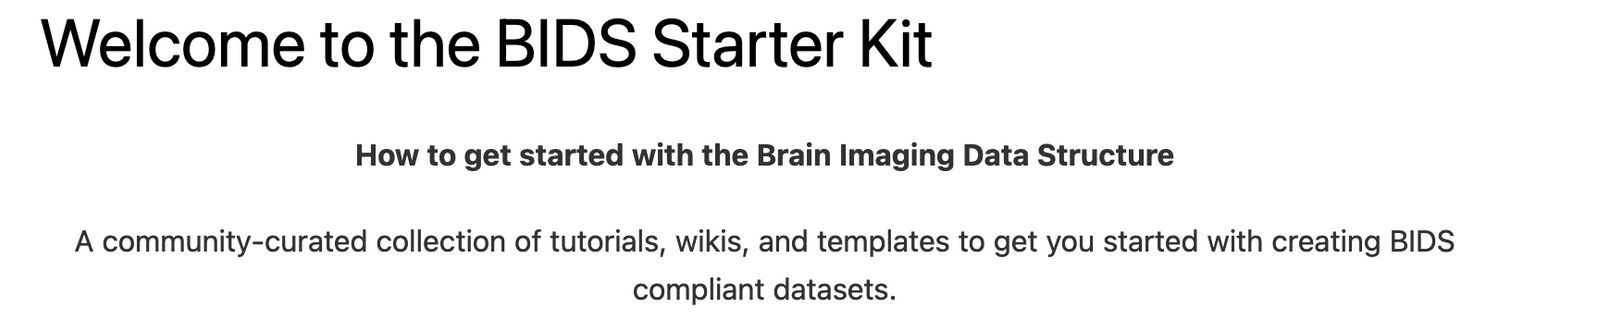 Welcome to the BIDS Starter Kit
How to get started with the Brain Imaging Data Structure
A community-curated collection of tutorials, wikis, and templates to get you started with creating BIDS
compliant datasets.